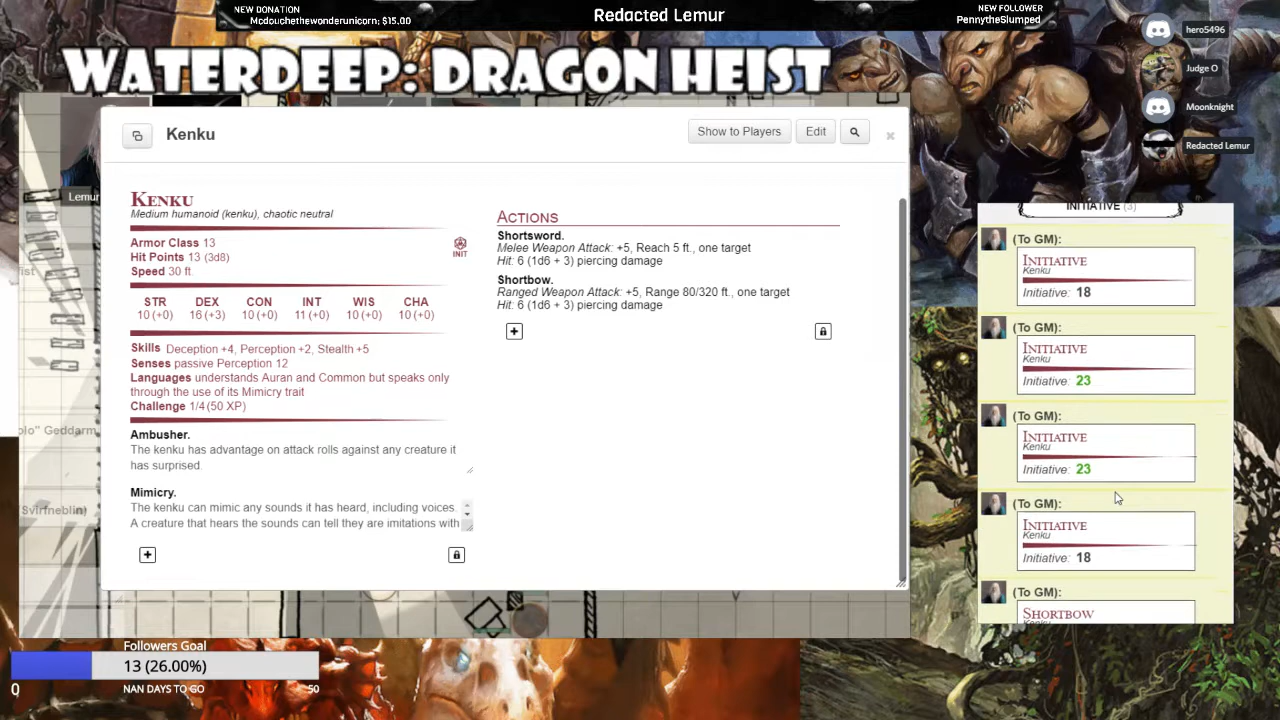 NEW DONATION
Mcdouchethewonderunicorn; $15.00
Redacted Lemur
NEW FOLLOWER
PennytheSlumped
hero5496
Judge O
Moonknight
Redacted Lemur
WATERDEEP: DRAGON HEIST
Kenku
Show to Players
Edit
Lemur
KENKU
Medium humanoid (kenku), chaotic neutral
Armor Class 13
Hit Points 13 (3d8)
Speed 30 ft.
INIT
STR DEX CON INT WIS CHA
10 (+0) 16 (+3) 10 (+0) 11 (+0) 10 (+0) 10 (+0)
Skills Deception +4, Perception +2, Stealth +5
Senses passive Perception 12
Languages understands Auran and Common but speaks only
through the use of its Mimicry trait
Challenge 1/4 (50 XP)
Ambusher.
The kenku has advantage on attack rolls against any creature it
has surprised.
Mimicry.
The kenku can mimic any sounds it has heard, including voices.
A creature that hears the sounds can tell they are imitations with
ACTIONS
Shortsword.
Melee Weapon Attack: +5, Reach 5 ft., one target
Hit: 6 (1d6 + 3) piercing damage
Shortbow.
Ranged Weapon Attack: +5, Range 80/320 ft., one target
Hit: 6 (1d6 + 3) piercing damage
olo" Geddarm
Svirfneblin)
INITIATIVE (3)
(To GM):
INITIATIVE
Kenku
Initiative: 18
(To GM):
INITIATIVE
Kenku
Initiative: 23
(To GM):
INITIATIVE
Kenku
Initiative: 23
(To GM):
INITIATIVE
Kenku
Initiative: 18
(To GM):
SHORTBOW
Kenku
Followers Goal
13 (26.00%)
0
NAN DAYS TO GO
50